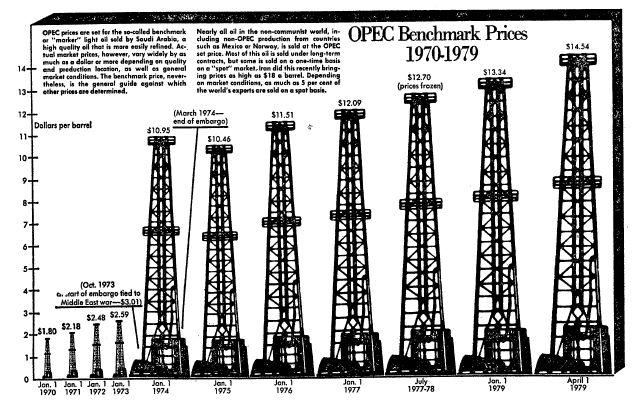 OPEC prices are set for the so-called benchmark
or "marker" light oil sold by Saudi Arabia, a
high quality oil that is more easily refined. Ac-
tual market prices, however, vary widely by as
much as a dollar or more depending on quality
and production location, as well as general
market conditions. The benchmark price, never-
theless, is the general guide against which
other prices are determined.
Nearly all oil in the non-communist world, in-
cluding non-OPEC production from countries
such as Mexico or Norway, is sold at the OPEC
set price. Most of this oil is sold under long-term
contracts, but some is sold on a one-time basis
on a "spot" market. Iran did this recently bring-
ing prices as high as $18 a barrel. Depending
on market conditions, as much as 5 per cent of
the world's exports are sold on a spot basis.
OPEC Benchmark Prices
1970-1979
Dollars per barrel
14
13
12
11
10
9
8
7
6
5
4
3
2
1
0
$1.80
$2.18
$2.48
$2.59
(Oct. 1973
start of embargo tied to
Middle East war—$3.01)
$10.95
(March 1974—
end of embargo)
$10.46
$11.51
$12.09
$12.70
(prices frozen)
$13.34
$14.54
Jan. 1
1970
Jan. 1
1971
Jan. 1
1972
Jan. 1
1973
Jan. 1
1974
Jan. 1
1975
Jan. 1
1976
Jan. 1
1977
July
1977-78
Jan. 1
1979
April 1
1979